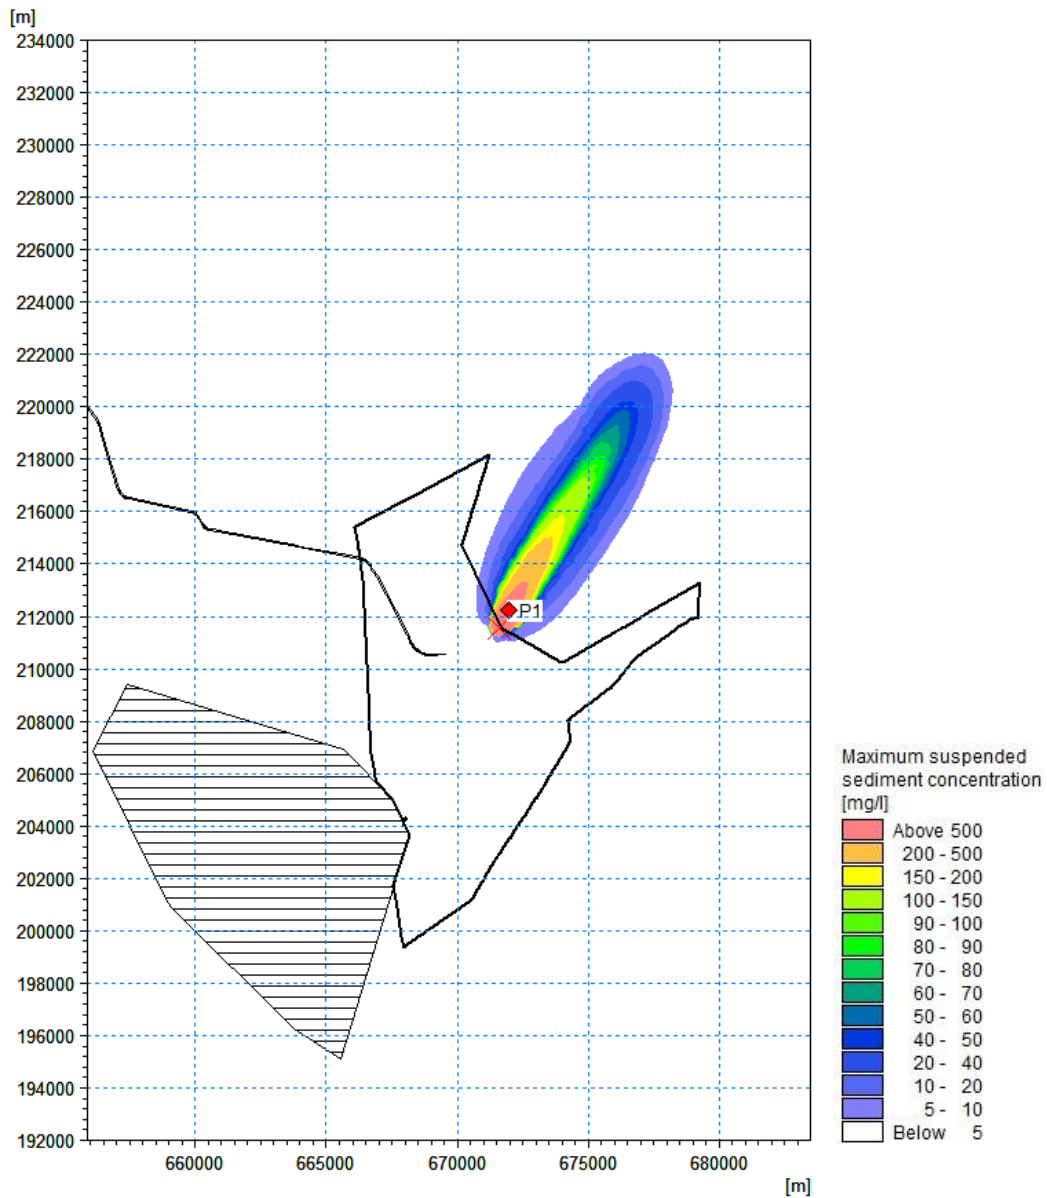 [m]
234000
232000
230000
228000
226000
224000
222000
220000
218000
216000
214000
212000
210000
208000
206000
204000
202000
200000
198000
196000
194000
192000
660000 665000 670000 675000 680000
[m]
P1
Maximum suspended
sediment concentration
[mg/l]
Above 500
200 - 500
150 - 200
100 - 150
90 - 100
80 - 90
70 - 80
60 - 70
50 - 60
40 - 50
20 - 40
10 - 20
5 - 10
Below 5